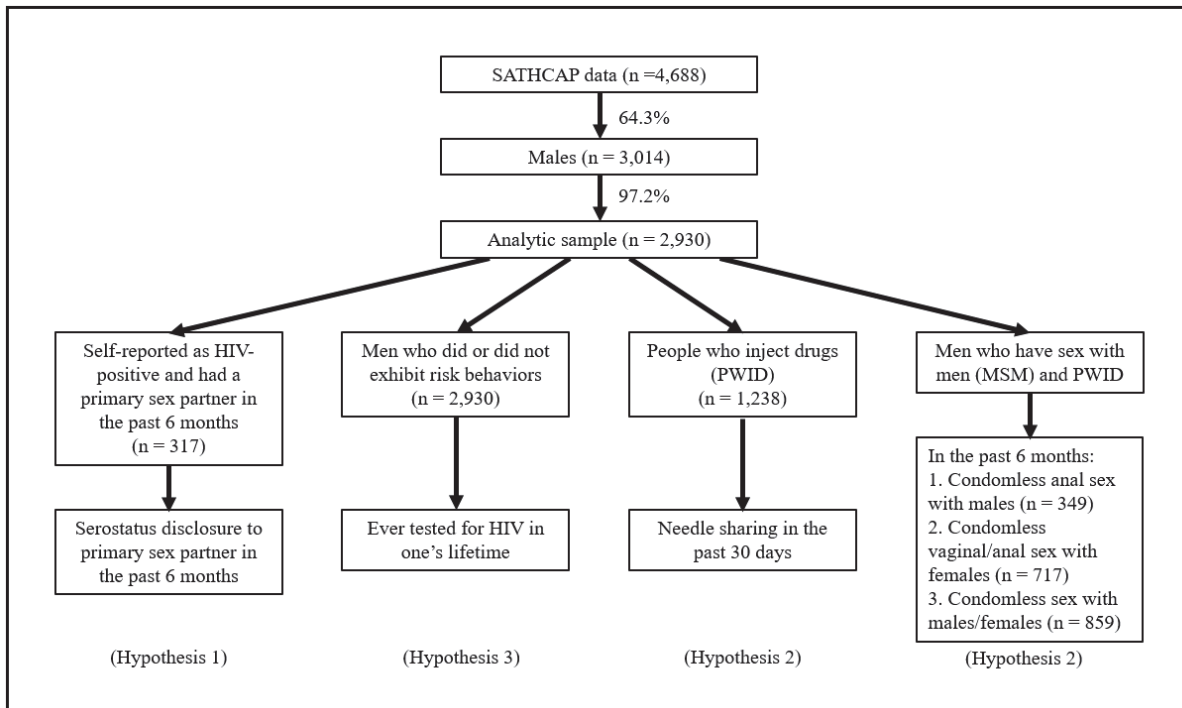 SATHCAP data (n =4,688)
64.3%
Males (n = 3,014)
97.2%
Analytic sample (n = 2,930)
Self-reported as HIV-
positive and had a
primary sex partner in
the past 6 months
(n = 317)
Men who did or did not
exhibit risk behaviors
(n = 2,930)
People who inject drugs
(PWID)
(n = 1,238)
Men who have sex with
men (MSM) and PWID
Serostatus disclosure to
primary sex partner in
the past 6 months
Ever tested for HIV in
one’s lifetime
Needle sharing in the
past 30 days
In the past 6 months:
1. Condomless anal sex
with males (n = 349)
2. Condomless
vaginal/anal sex with
females (n = 717)
3. Condomless sex with
males/females (n = 859)
(Hypothesis 1)
(Hypothesis 3)
(Hypothesis 2)
(Hypothesis 2)